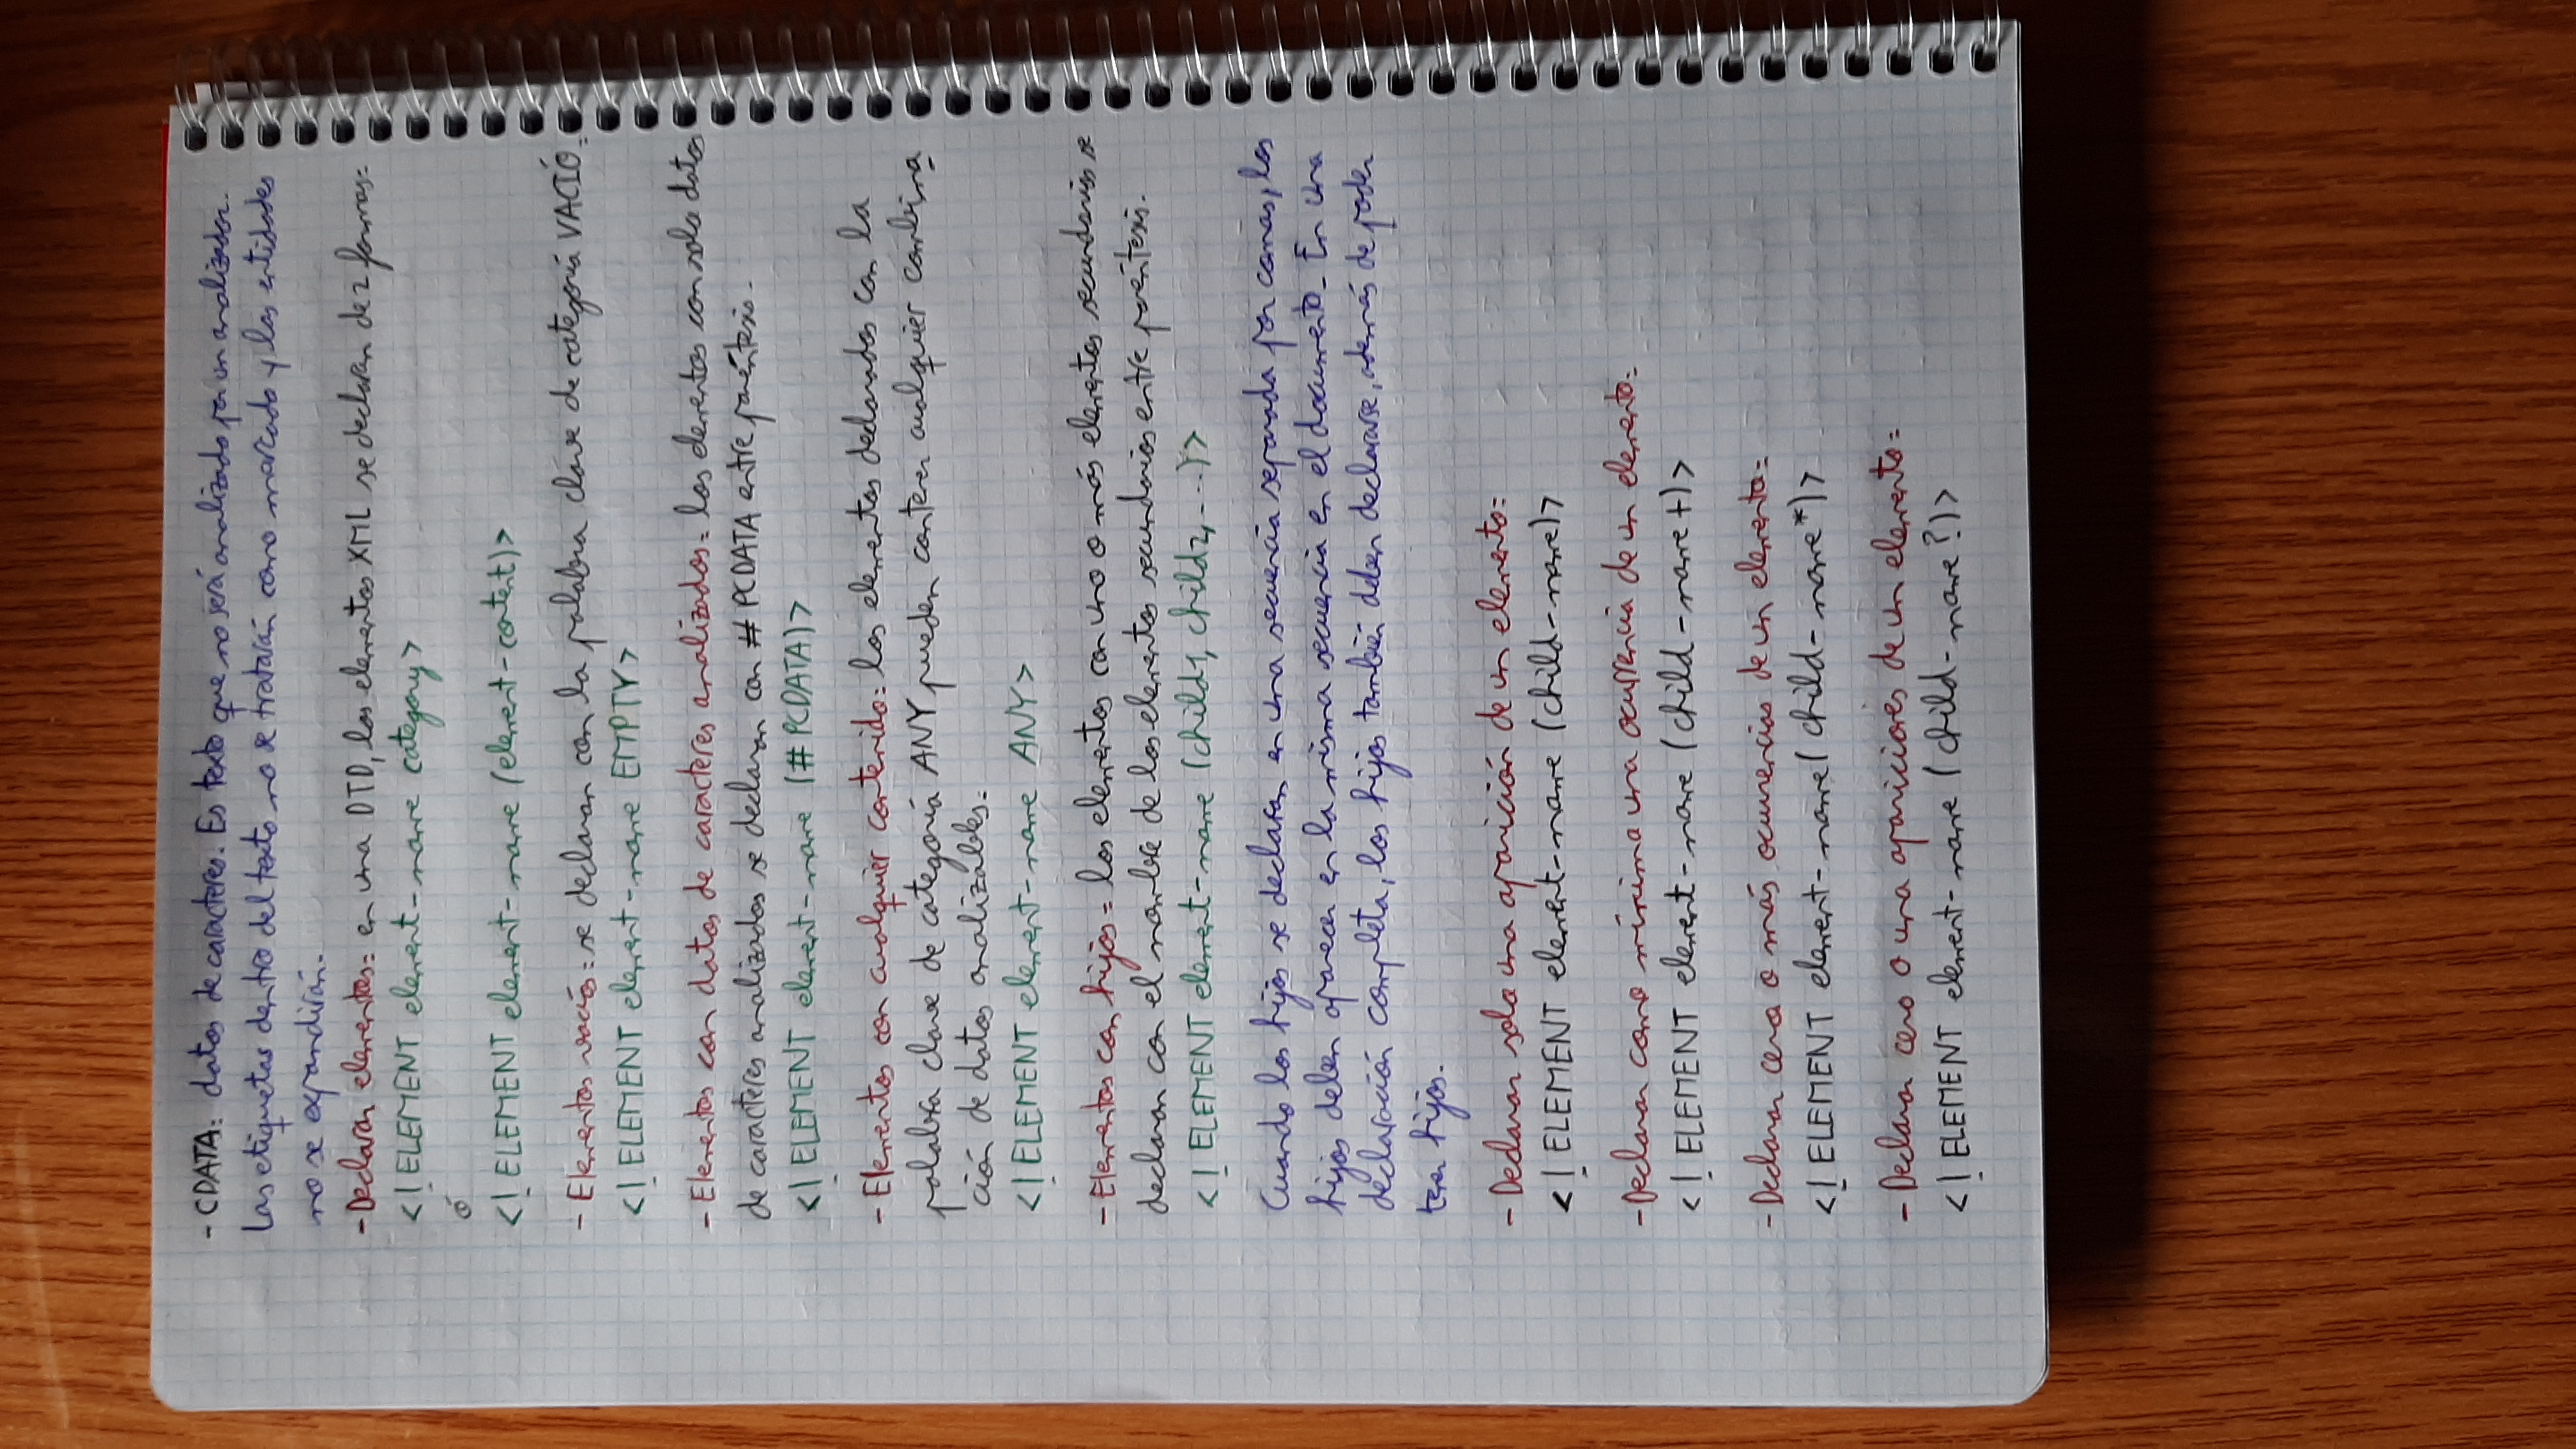 - CDATA: datos de caracteres. Es texto que no será analizado por un analizador.
Las etiquetas dentro del texto no se tratarán como marcado y las entidades
no se expandirán.
- Declarar elementos: en una DTD, los elementos XML se declaran de 2 formas:
<!ELEMENT element-name category>
ó
<!ELEMENT element-name (element-content)>
- Elementos vacíos: se declaran con la palabra clave de categoría VACÍO:
<!ELEMENT element-name EMPTY>
- Elementos con datos de caracteres analizados: los elementos con solo datos
de caracteres analizados se declaran con #PCDATA entre paréntesis.
<!ELEMENT element-name (#PCDATA)>
- Elementos con cualquier contenido: los elementos declarados con la
palabra clave de categoría ANY pueden contener cualquier combina
ción de datos analizables:
<!ELEMENT element-name ANY>
- Elementos con hijos: los elementos con uno o más elementos secundarios se
declaran con el nombre de los elementos secundarios entre paréntesis.
<!ELEMENT element-name (child1, child2, ...)>
Cuando los hijos se declaran en una secuencia separada por comas, los
hijos deben aparecer en la misma secuencia en el documento. En una
declaración completa, los hijos también deben declararse, además de poder
tener hijos.
- Declarar solo una aparición de un elemento:
<!ELEMENT element-name (child-name)>
- Declarar como mínimo una ocurrencia de un elemento:
<!ELEMENT element-name (child-name+)>
- Declarar cero o más ocurrencias de un elemento:
<!ELEMENT element-name (child-name*)>
- Declarar cero o una apariciones de un elemento:
<!ELEMENT element-name (child-name?)>